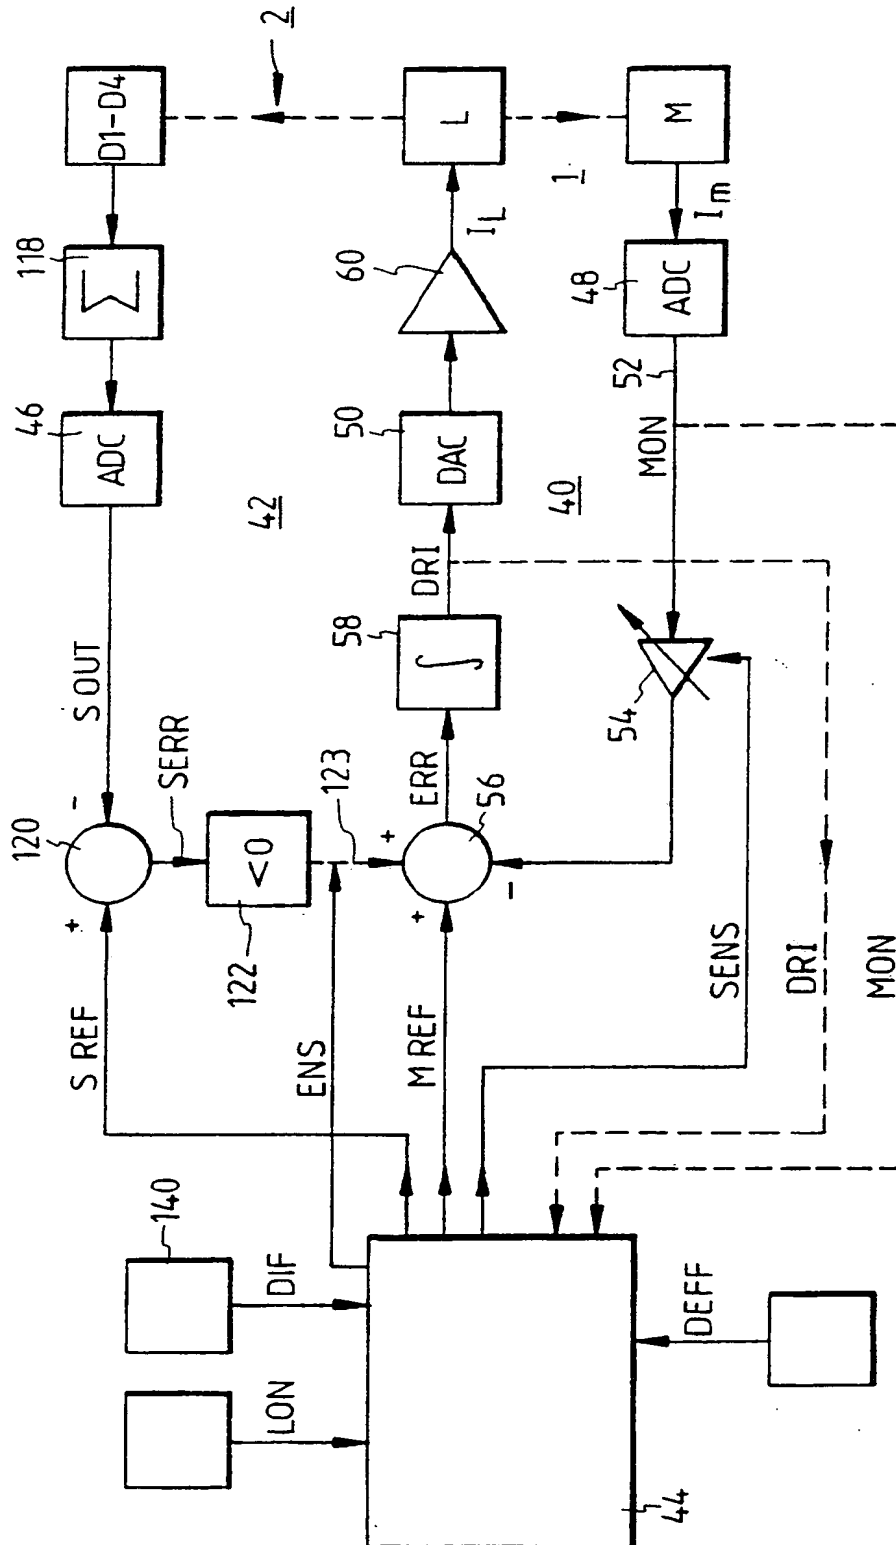 2
D1-D4
L
M
118
Σ
60
I_L
1
I_m
46
ADC
50
DAC
48
ADC
52
42
40
MON
S OUT
58
∫
DRI
54
-
120
+
SERR
<0
122
123
+
ERR
56
+
-
S REF
ENS
M REF
SENS
DRI
MON
140
DIF
LON
DEFF
44